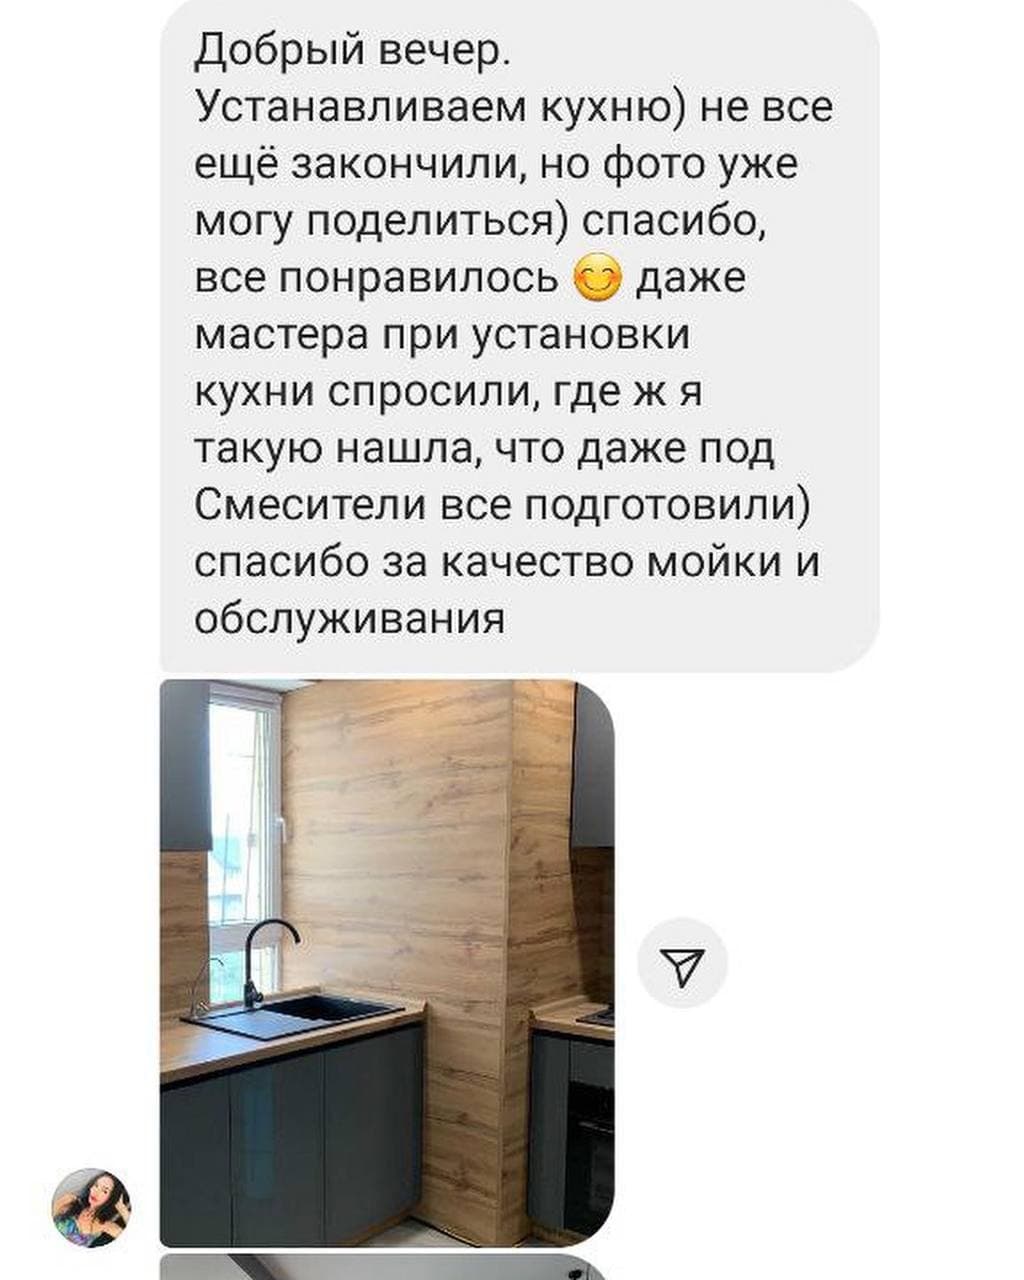 Добрый вечер.
Устанавливаем кухню) не все
ещё закончили, но фото уже
могу поделиться) спасибо,
все понравилось 😊 даже
мастера при установки
кухни спросили, где ж я
такую нашла, что даже под
Смесители все подготовили)
спасибо за качество мойки и
обслуживания